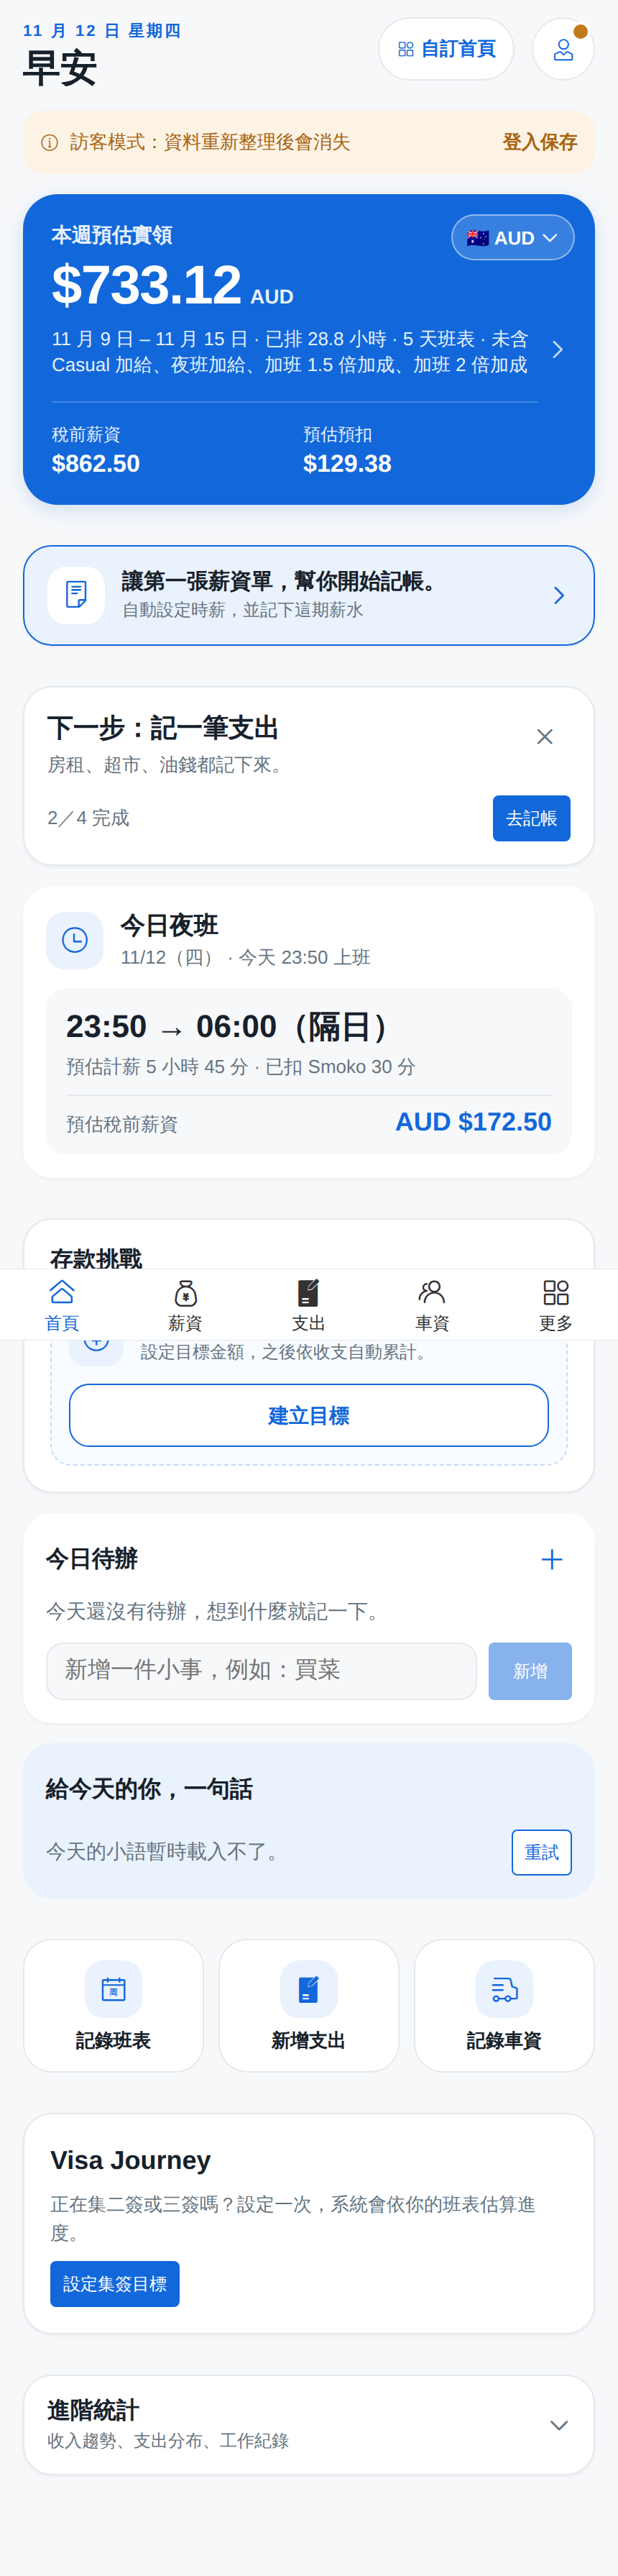 11 月 12 日 星期四
早安
自訂首頁
訪客模式：資料重新整理後會消失
登入保存
本週預估實領
AUD
$733.12 AUD
11 月 9 日 – 11 月 15 日 · 已排 28.8 小時 · 5 天班表 · 未含
Casual 加給、夜班加給、加班 1.5 倍加成、加班 2 倍加成
稅前薪資
預估預扣
$862.50
$129.38
讓第一張薪資單，幫你開始記帳。
自動設定時薪，並記下這期薪水
下一步：記一筆支出
房租、超市、油錢都記下來。
2／4 完成
去記帳
今日夜班
11/12（四） · 今天 23:50 上班
23:50 → 06:00（隔日）
預估計薪 5 小時 45 分 · 已扣 Smoko 30 分
預估稅前薪資
AUD $172.50
存款挑戰
首頁
薪資
支出
車資
更多
設定目標金額，之後依收支自動累計。
建立目標
今日待辦
今天還沒有待辦，想到什麼就記一下。
新增一件小事，例如：買菜
新增
給今天的你，一句話
今天的小語暫時載入不了。
重試
周
記錄班表
新增支出
記錄車資
Visa Journey
正在集二簽或三簽嗎？設定一次，系統會依你的班表估算進
度。
設定集簽目標
進階統計
收入趨勢、支出分布、工作紀錄